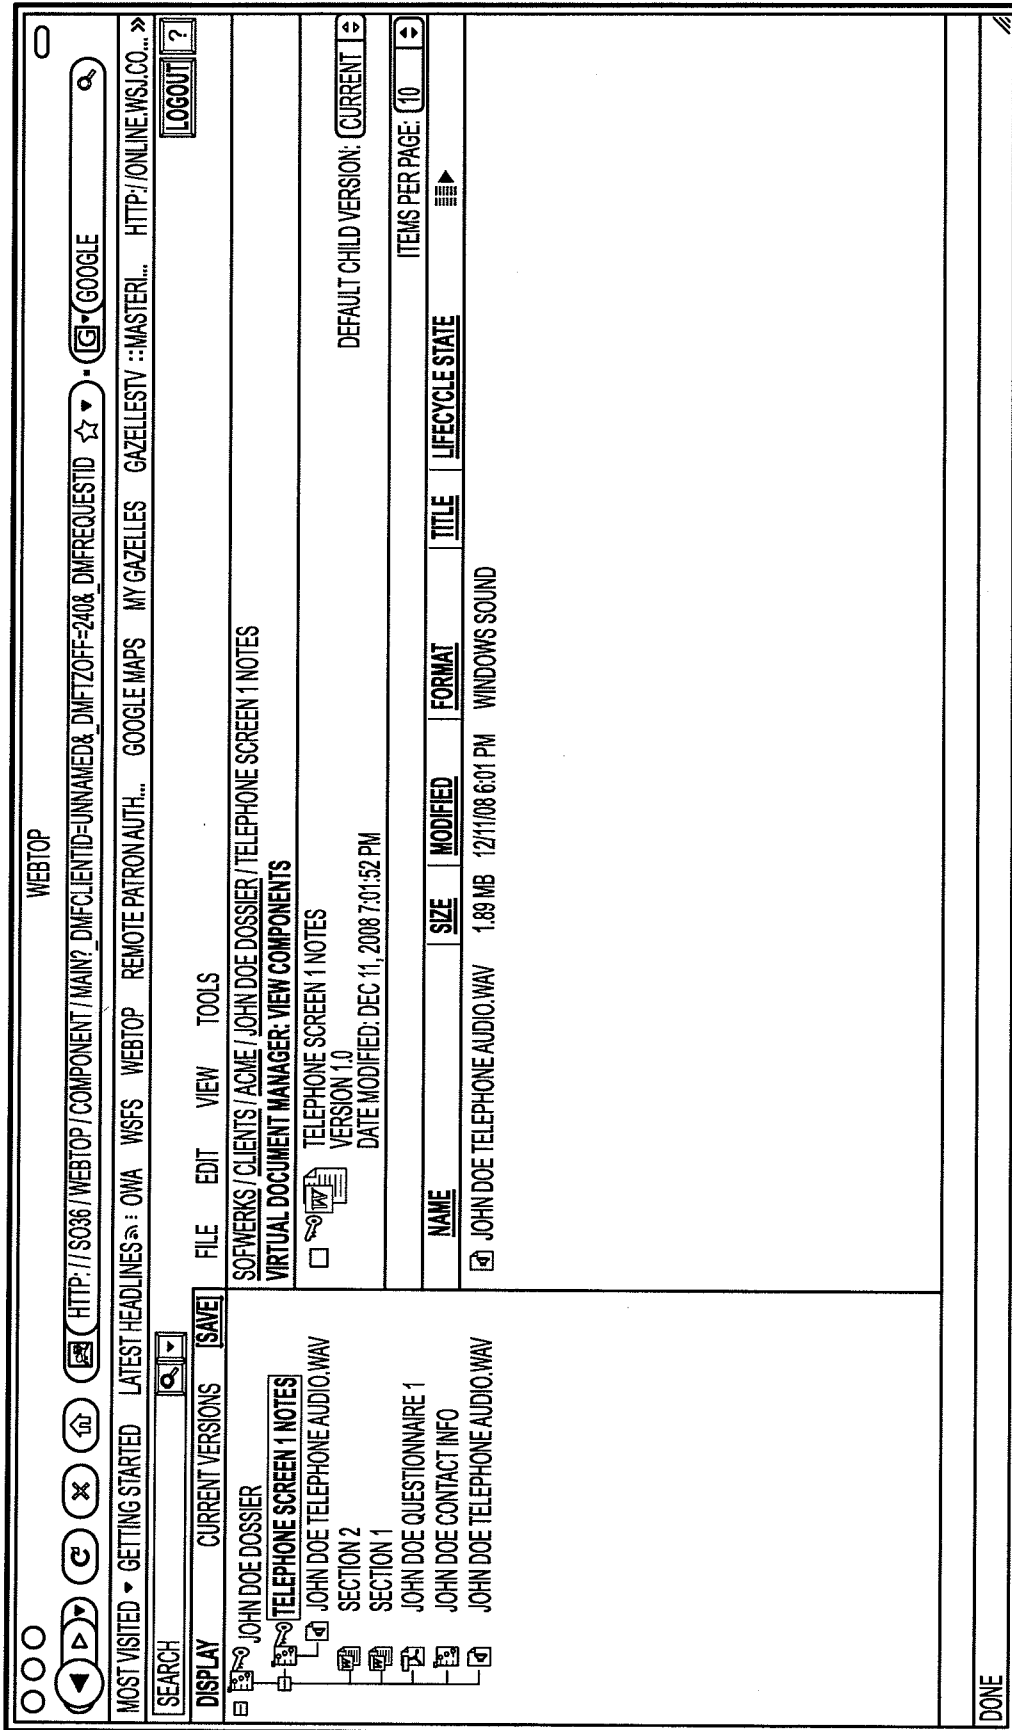 WEBTOP
HTTP: / / SO36 / WEBTOP / COMPONENT / MAIN?_DMFCLIENTID=UNNAMED&_DMFTZOFF=240&_DMFREQUESTID
G GOOGLE
MOST VISITED GETTING STARTED LATEST HEADLINES : OWA WSFS WEBTOP REMOTE PATRON AUTH... GOOGLE MAPS MY GAZELLES GAZELLESTV ::MASTERI... HTTP: / /ONLINE.WSJ.CO... »
SEARCH
LOGOUT ?
DISPLAY CURRENT VERSIONS [SAVE]
FILE EDIT VIEW TOOLS
JOHN DOE DOSSIER
TELEPHONE SCREEN 1 NOTES
JOHN DOE TELEPHONE AUDIO.WAV
SECTION 2
SECTION 1
JOHN DOE QUESTIONNAIRE 1
JOHN DOE CONTACT INFO
JOHN DOE TELEPHONE AUDIO.WAV
SOFWERKS / CLIENTS / ACME / JOHN DOE DOSSIER / TELEPHONE SCREEN 1 NOTES
VIRTUAL DOCUMENT MANAGER: VIEW COMPONENTS
TELEPHONE SCREEN 1 NOTES
VERSION 1.0
DATE MODIFIED: DEC 11, 2008 7:01:52 PM
DEFAULT CHILD VERSION: CURRENT
ITEMS PER PAGE: 10
NAME SIZE MODIFIED FORMAT TITLE LIFECYCLE STATE
JOHN DOE TELEPHONE AUDIO.WAV 1.89 MB 12/11/08 6:01 PM WINDOWS SOUND
DONE